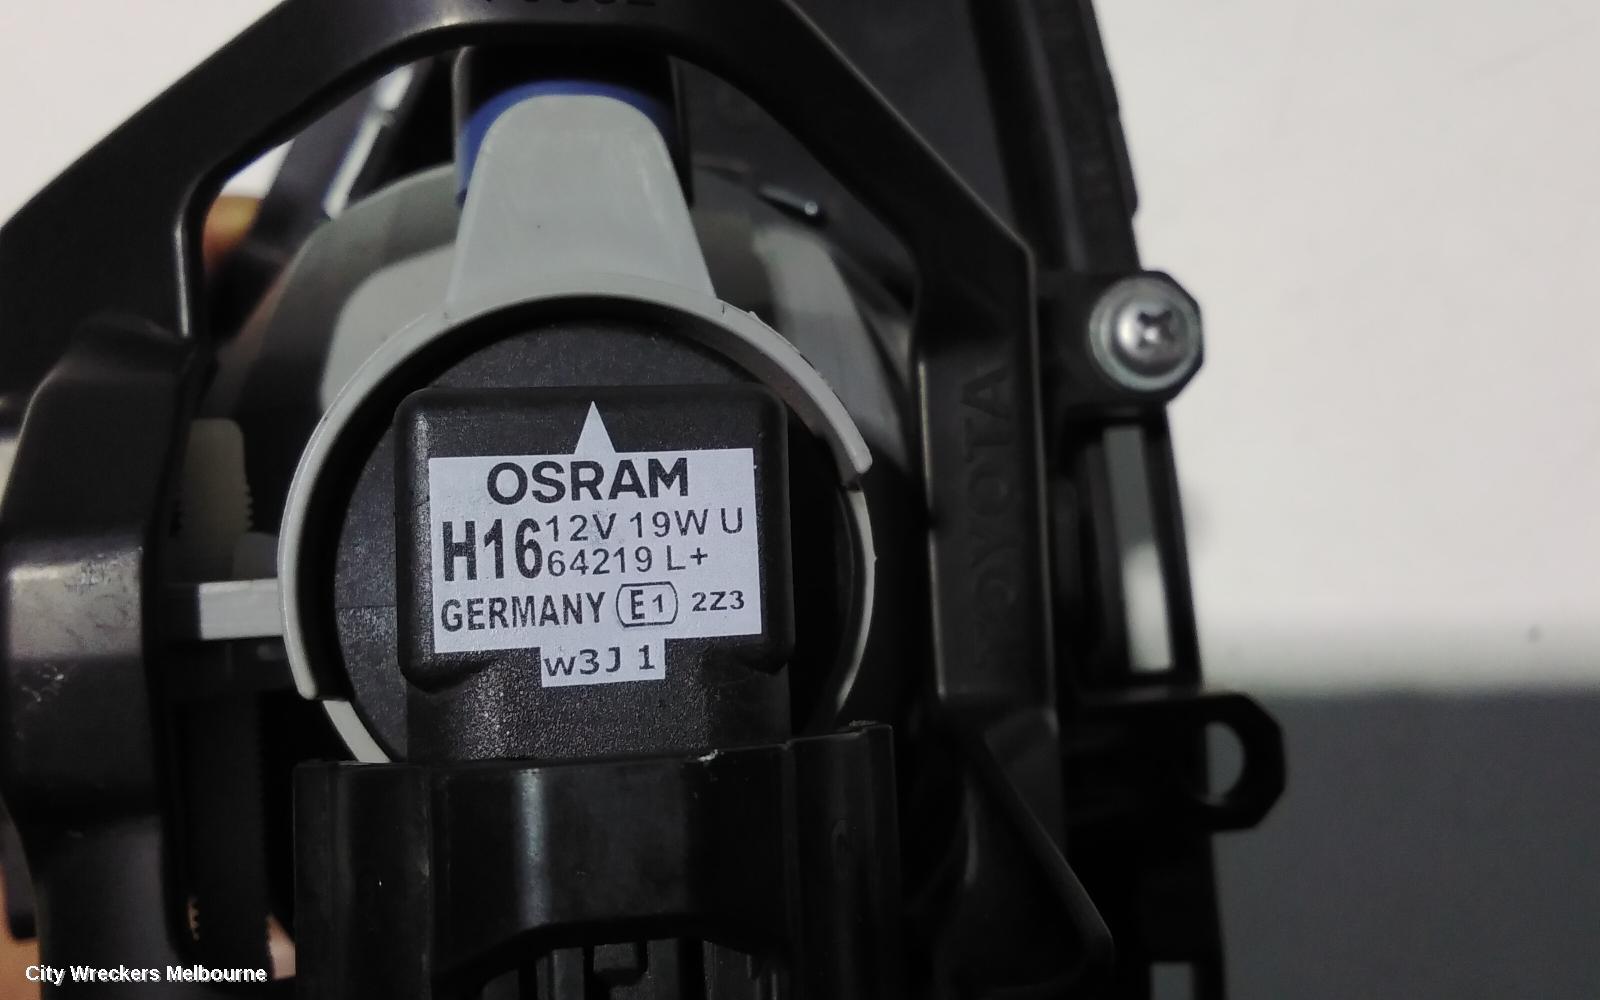 OSRAM
H16 12V 19W U
64219 L+
GERMANY E1 2Z3
w3J 1
TOYOTA
City Wreckers Melbourne